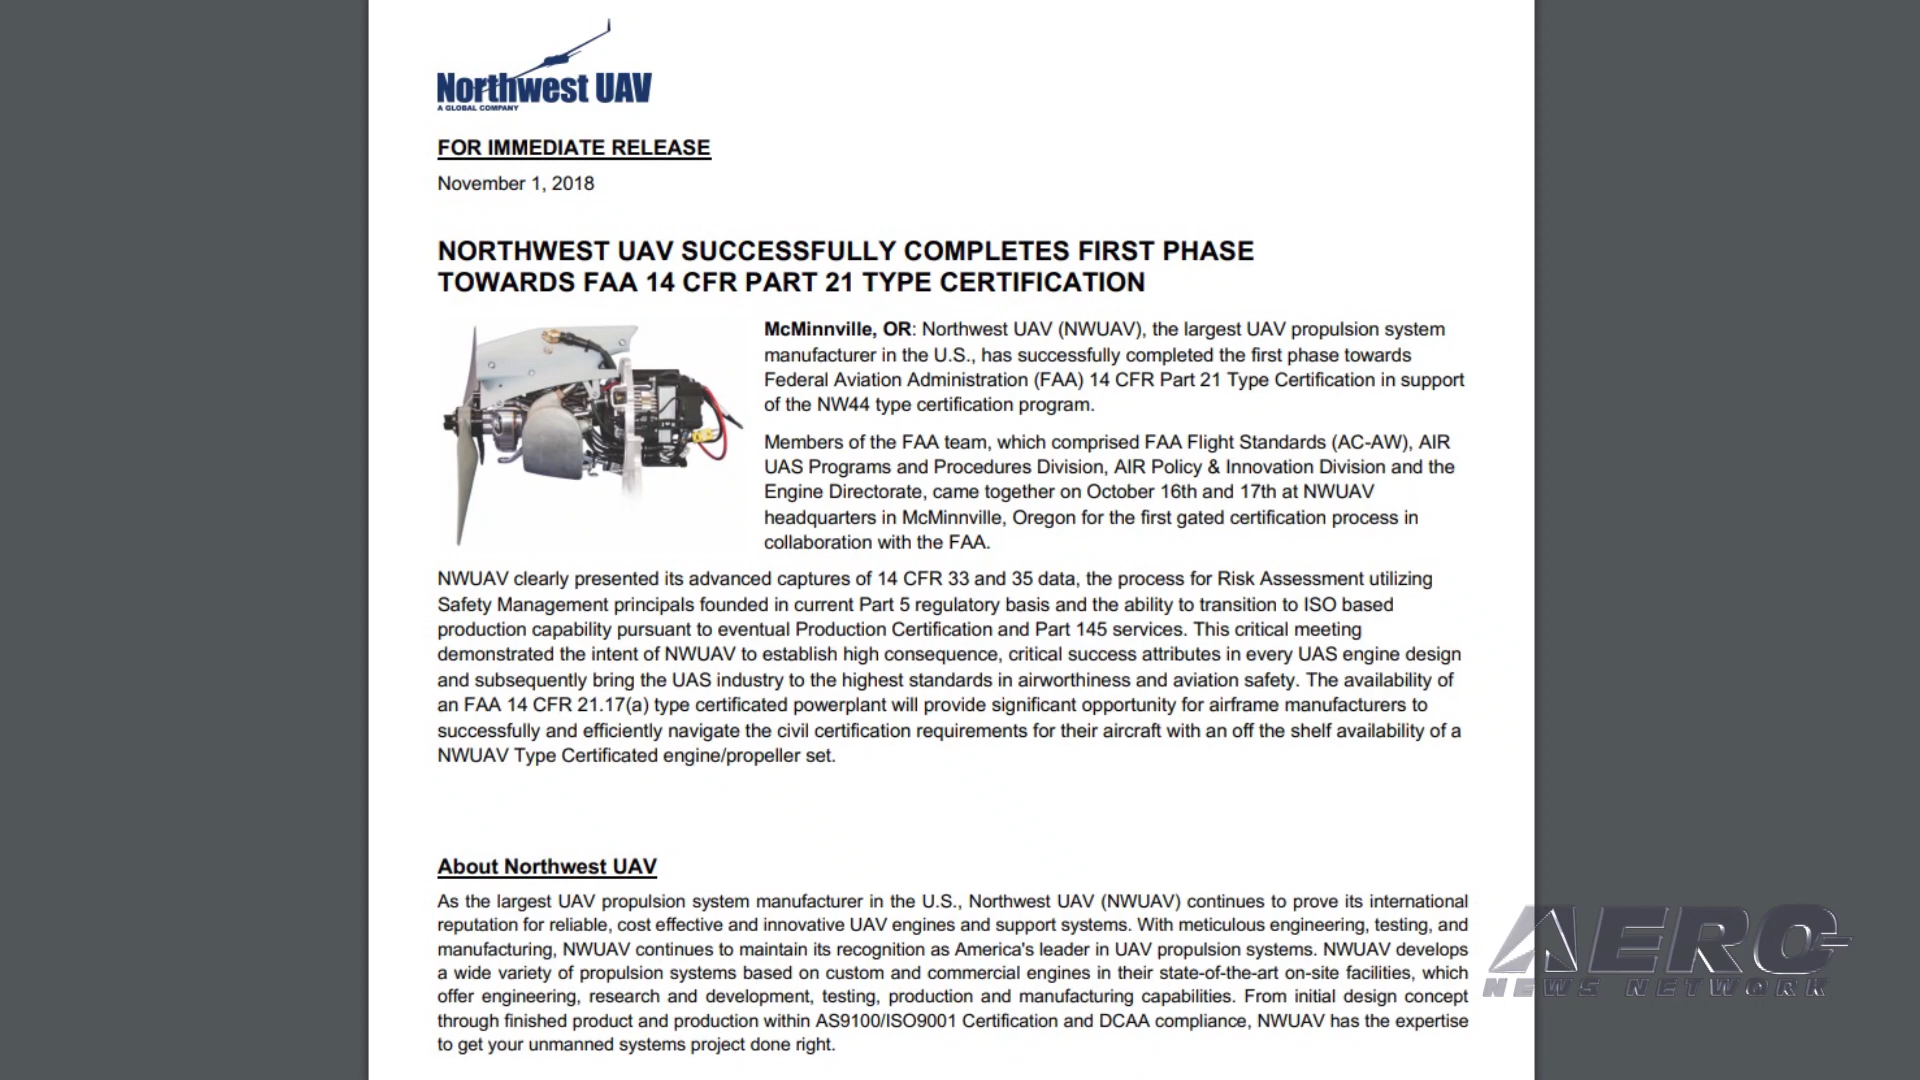 Northwest UAV
A GLOBAL COMPANY
FOR IMMEDIATE RELEASE
November 1, 2018
NORTHWEST UAV SUCCESSFULLY COMPLETES FIRST PHASE
TOWARDS FAA 14 CFR PART 21 TYPE CERTIFICATION
McMinnville, OR: Northwest UAV (NWUAV), the largest UAV propulsion system
manufacturer in the U.S., has successfully completed the first phase towards
Federal Aviation Administration (FAA) 14 CFR Part 21 Type Certification in support
of the NW44 type certification program.
Members of the FAA team, which comprised FAA Flight Standards (AC-AW), AIR
UAS Programs and Procedures Division, AIR Policy & Innovation Division and the
Engine Directorate, came together on October 16th and 17th at NWUAV
headquarters in McMinnville, Oregon for the first gated certification process in
collaboration with the FAA.
NWUAV clearly presented its advanced captures of 14 CFR 33 and 35 data, the process for Risk Assessment utilizing
Safety Management principals founded in current Part 5 regulatory basis and the ability to transition to ISO based
production capability pursuant to eventual Production Certification and Part 145 services. This critical meeting
demonstrated the intent of NWUAV to establish high consequence, critical success attributes in every UAS engine design
and subsequently bring the UAS industry to the highest standards in airworthiness and aviation safety. The availability of
an FAA 14 CFR 21.17(a) type certificated powerplant will provide significant opportunity for airframe manufacturers to
successfully and efficiently navigate the civil certification requirements for their aircraft with an off the shelf availability of a
NWUAV Type Certificated engine/propeller set.
About Northwest UAV
As the largest UAV propulsion system manufacturer in the U.S., Northwest UAV (NWUAV) continues to prove its international
reputation for reliable, cost effective and innovative UAV engines and support systems. With meticulous engineering, testing, and
manufacturing, NWUAV continues to maintain its recognition as America's leader in UAV propulsion systems. NWUAV develops
a wide variety of propulsion systems based on custom and commercial engines in their state-of-the-art on-site facilities, which
offer engineering, research and development, testing, production and manufacturing capabilities. From initial design concept
through finished product and production within AS9100/ISO9001 Certification and DCAA compliance, NWUAV has the expertise
to get your unmanned systems project done right.
AERO
NEWS NETWORK